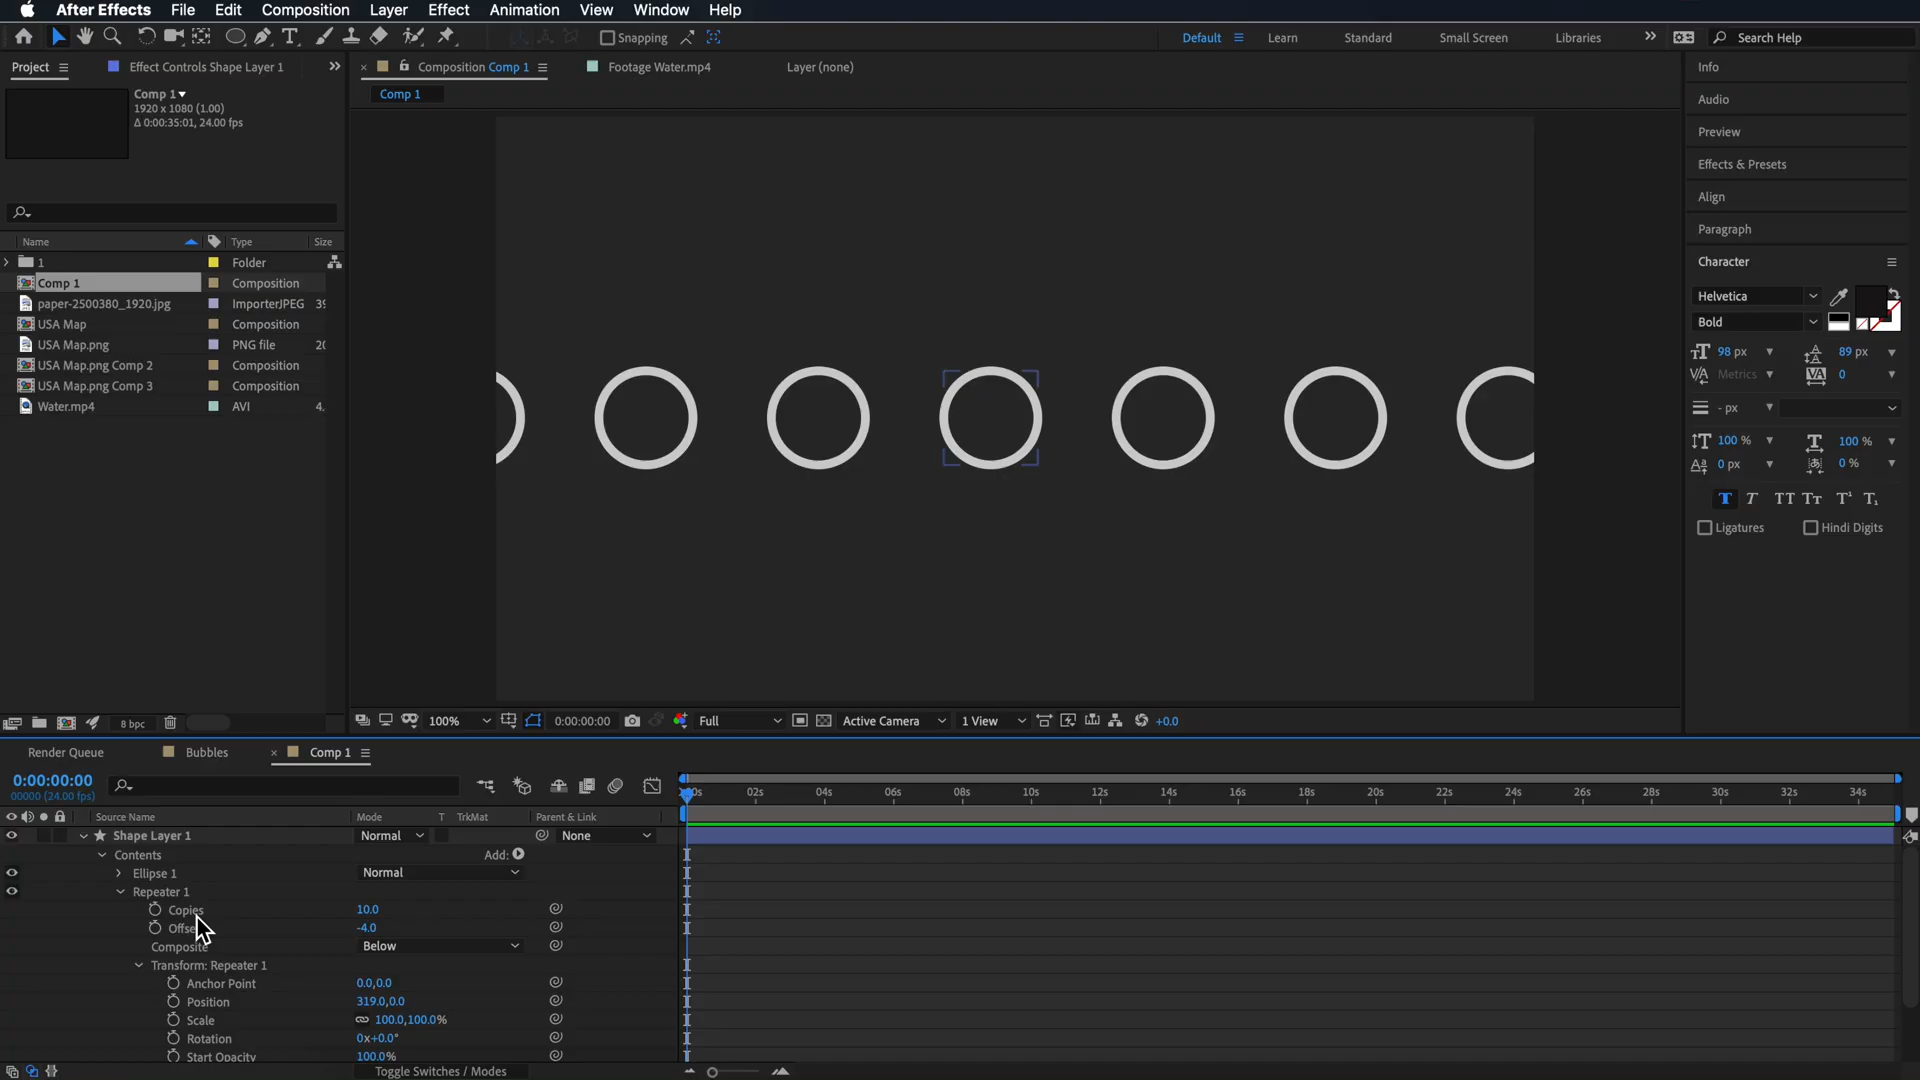 After Effects File Edit Composition Layer Effect Animation View Window Help
Snapping Default Learn Standard Small Screen Libraries Search Help
Project Effect Controls Shape Layer 1 Composition Comp 1 Footage Water.mp4 Layer (none)
Comp 1
Comp 1
1920 x 1080 (1.00)
Δ 0:00:35:01, 24.00 fps
Name Type Size
1 Folder
Comp 1 Composition
paper-2500380_1920.jpg ImporterJPEG
USA Map Composition
USA Map.png PNG file
USA Map.png Comp 2 Composition
USA Map.png Comp 3 Composition
Water.mp4 AVI 4.
8 bpc
100% 0:00:00:00 Full Active Camera 1 View +0.0
Info
Audio
Preview
Effects & Presets
Align
Paragraph
Character
Helvetica
Bold
98 px 89 px
Metrics 0
- px
100 % 100 %
0 px 0 %
T T TT Tt T¹ T₁
Ligatures Hindi Digits
Render Queue Bubbles Comp 1
0:00:00:00
00000 (24.00 fps)
02s 04s 06s 08s 10s 12s 14s 16s 18s 20s 22s 24s 26s 28s 30s 32s 34s
Source Name Mode T TrkMat Parent & Link
Shape Layer 1 Normal None
Contents Add:
Ellipse 1 Normal
Repeater 1
Copies 10.0
-4.0
Composite Below
Transform: Repeater 1
Anchor Point 0.0,0.0
Position 319.0,0.0
Scale 100.0,100.0%
Rotation 0x+0.0°
Start Opacity 100.0%
Toggle Switches / Modes